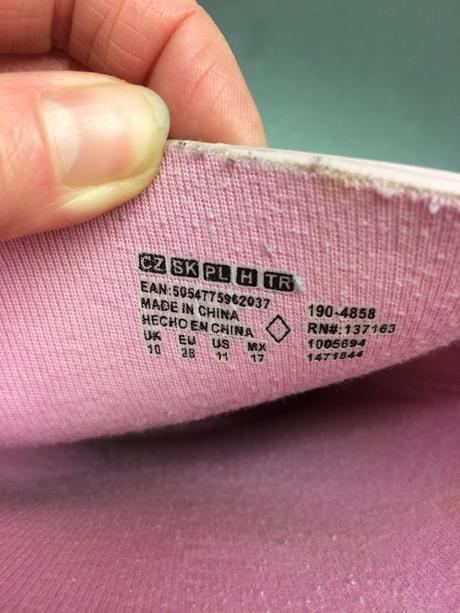 CZ SK PL H TR
EAN:5054775962037
MADE IN CHINA
HECHO EN CHINA
UK EU US MX
10 28 11 17
190-4858
RN#:137163
1005694
1471844